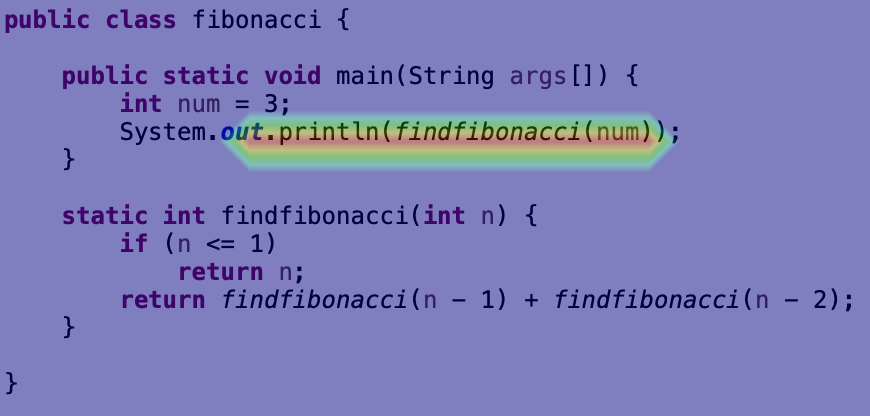 public class fibonacci {
public static void main(String args[]) {
int num = 3;
System.out.println(findfibonacci(num));
}
static int findfibonacci(int n) {
if (n <= 1)
return n;
return findfibonacci(n - 1) + findfibonacci(n - 2);
}
}